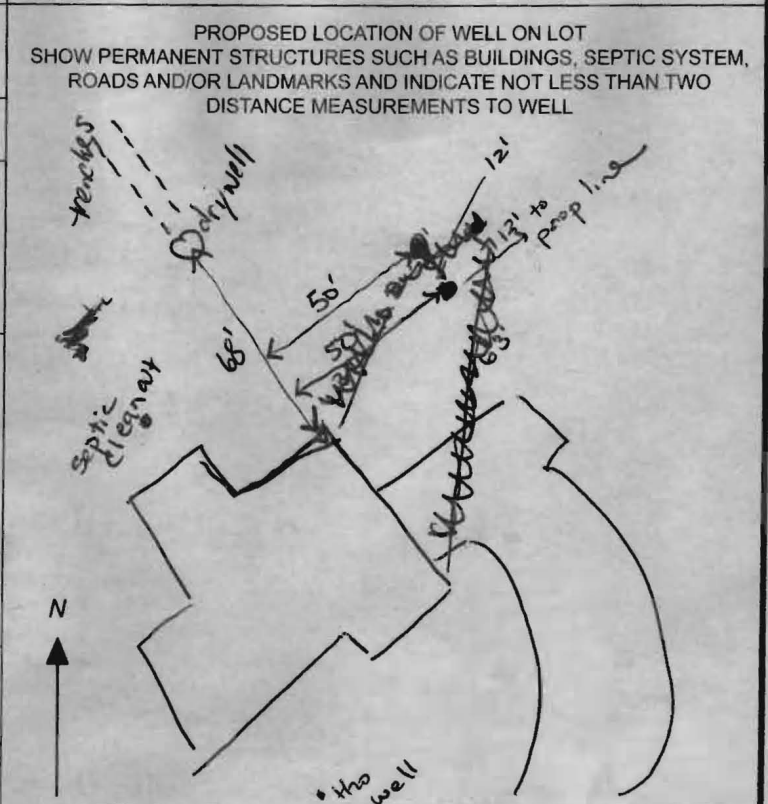 PROPOSED LOCATION OF WELL ON LOT
SHOW PERMANENT STRUCTURES SUCH AS BUILDINGS, SEPTIC SYSTEM,
ROADS AND/OR LANDMARKS AND INDICATE NOT LESS THAN TWO
DISTANCE MEASUREMENTS TO WELL
trenches
drywell
12'
13' to
prop line
50'
50'
68'
63'
septic
cleanout
N
well